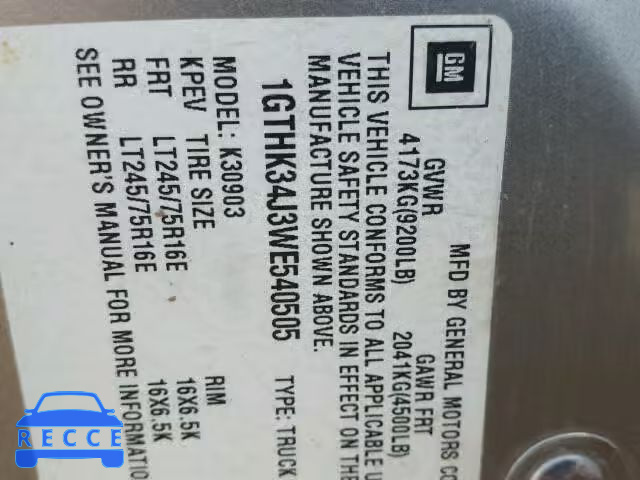 GM
MFD BY GENERAL MOTORS CO
GVWR GAWR FRT
4173KG(9200LB) 2041KG(4500LB)
THIS VEHICLE CONFORMS TO ALL APPLICABLE U
VEHICLE SAFETY STANDARDS IN EFFECT ON THE
MANUFACTURE SHOWN ABOVE.
1GTHK34J3WE540505 TYPE: TRUCK
MODEL: K30903
KPEV TIRE SIZE RIM
FRT LT245/75R16E 16X6.5K
RR LT245/75R16E 16X6.5K
SEE OWNER'S MANUAL FOR MORE INFORMATIO
RECCE